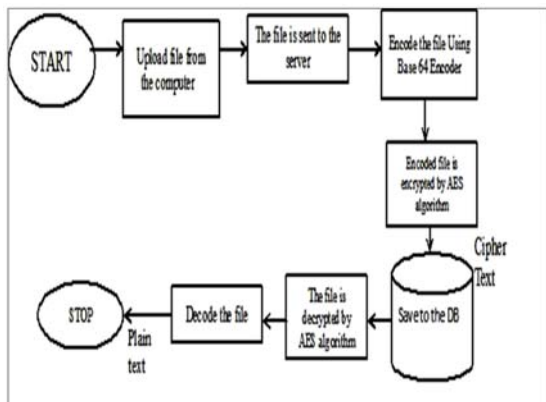 START
Upload file from
the computer
The file is sent to the
server
Encode the file Using
Base 64 Encoder
Encoded file is
encrypted by AES
algorithm
Cipher
Text
Save to the DB
The file is
decrypted by
AES algorithm
Decode the file
Plain
text
STOP